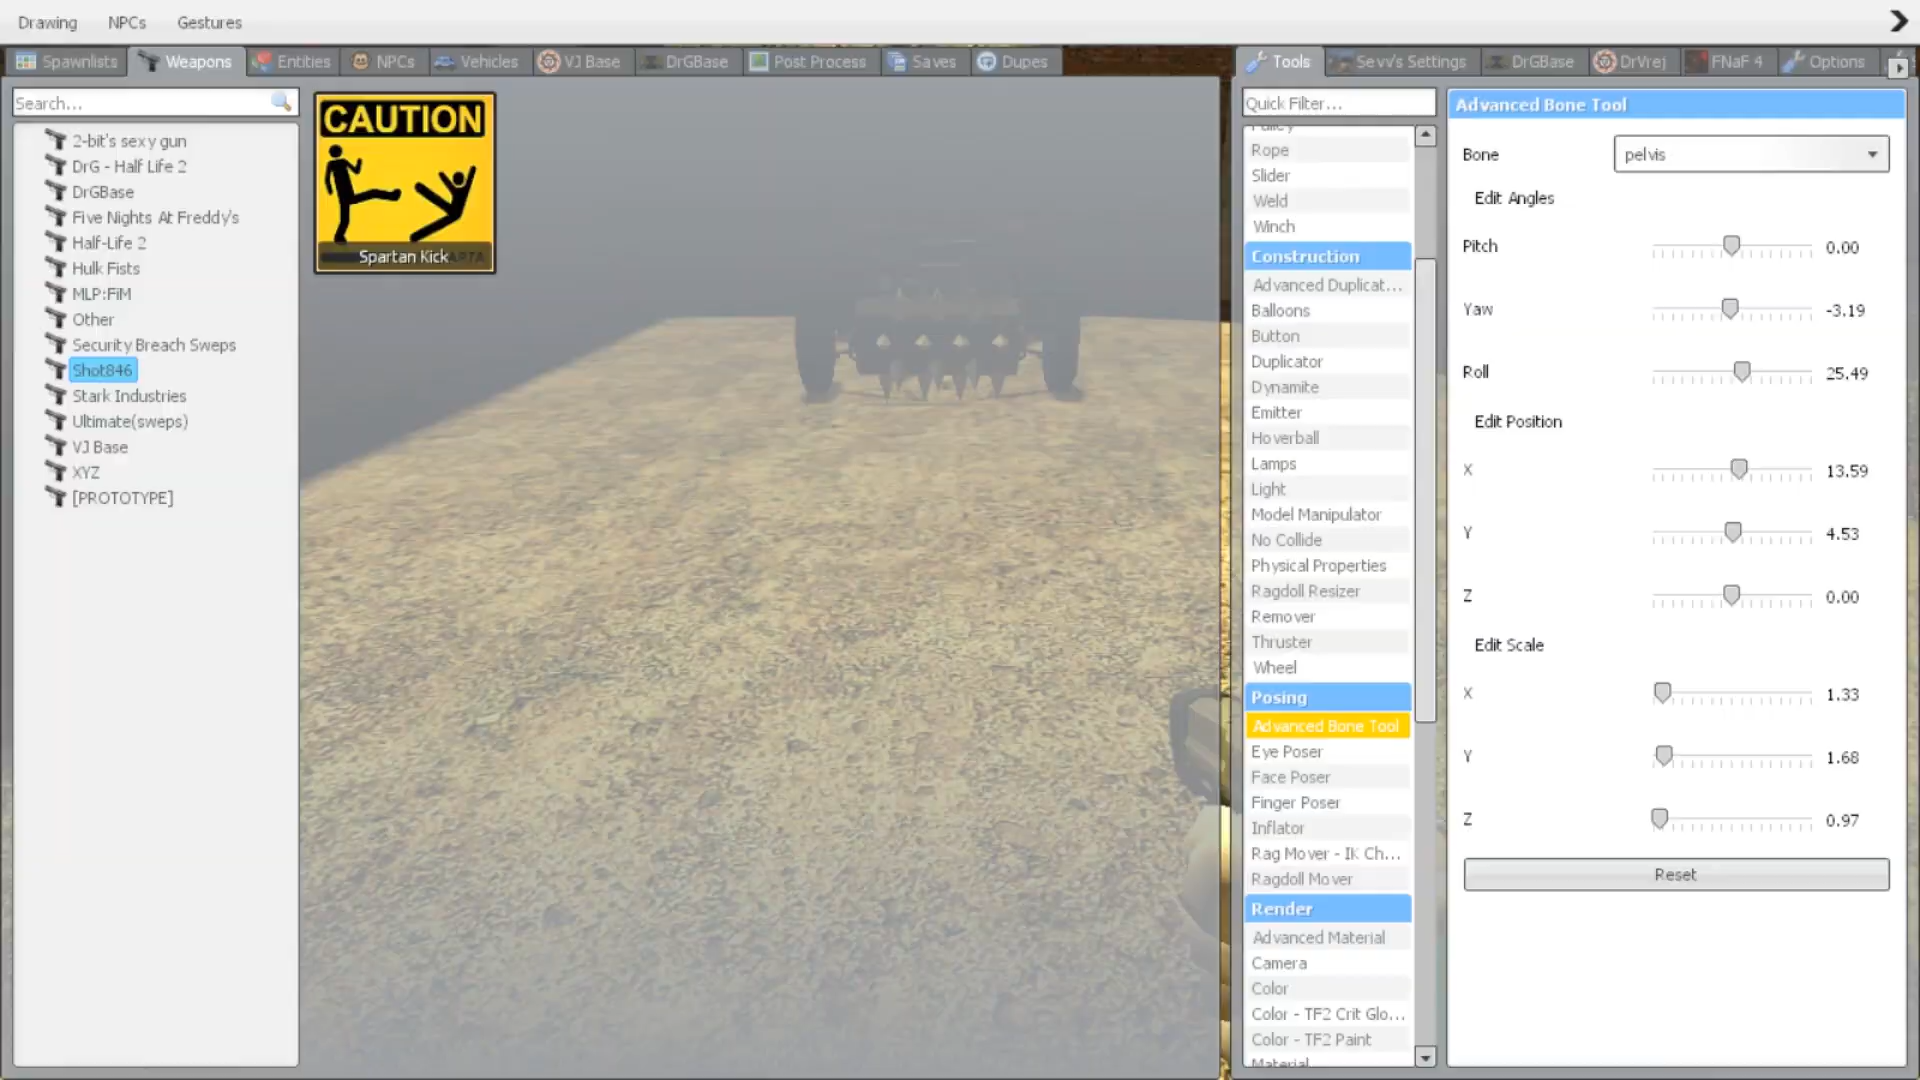 Drawing NPCs Gestures
Spawnlists Weapons Entities NPCs Vehicles VJ Base DrGBase Post Process Saves Dupes
Search...
2-bit's sexy gun
DrG - Half Life 2
DrGBase
Five Nights At Freddy's
Half-Life 2
Hulk Fists
MLP:FiM
Other
Security Breach Sweps
Shot846
Stark Industries
Ultimate(sweps)
VJ Base
XYZ
[PROTOTYPE]
CAUTION
Spartan Kick
Tools Sevv's Settings DrGBase DrVrej FNaF 4 Options
Quick Filter...
Pulley
Rope
Slider
Weld
Winch
Construction
Advanced Duplicat...
Balloons
Button
Duplicator
Dynamite
Emitter
Hoverball
Lamps
Light
Model Manipulator
No Collide
Physical Properties
Ragdoll Resizer
Remover
Thruster
Wheel
Posing
Advanced Bone Tool
Eye Poser
Face Poser
Finger Poser
Inflator
Rag Mover - IK Ch...
Ragdoll Mover
Render
Advanced Material
Camera
Color
Color - TF2 Crit Glo...
Color - TF2 Paint
Material
Advanced Bone Tool
Bone pelvis
Edit Angles
Pitch 0.00
Yaw -3.19
Roll 25.49
Edit Position
X 13.59
Y 4.53
Z 0.00
Edit Scale
X 1.33
Y 1.68
Z 0.97
Reset